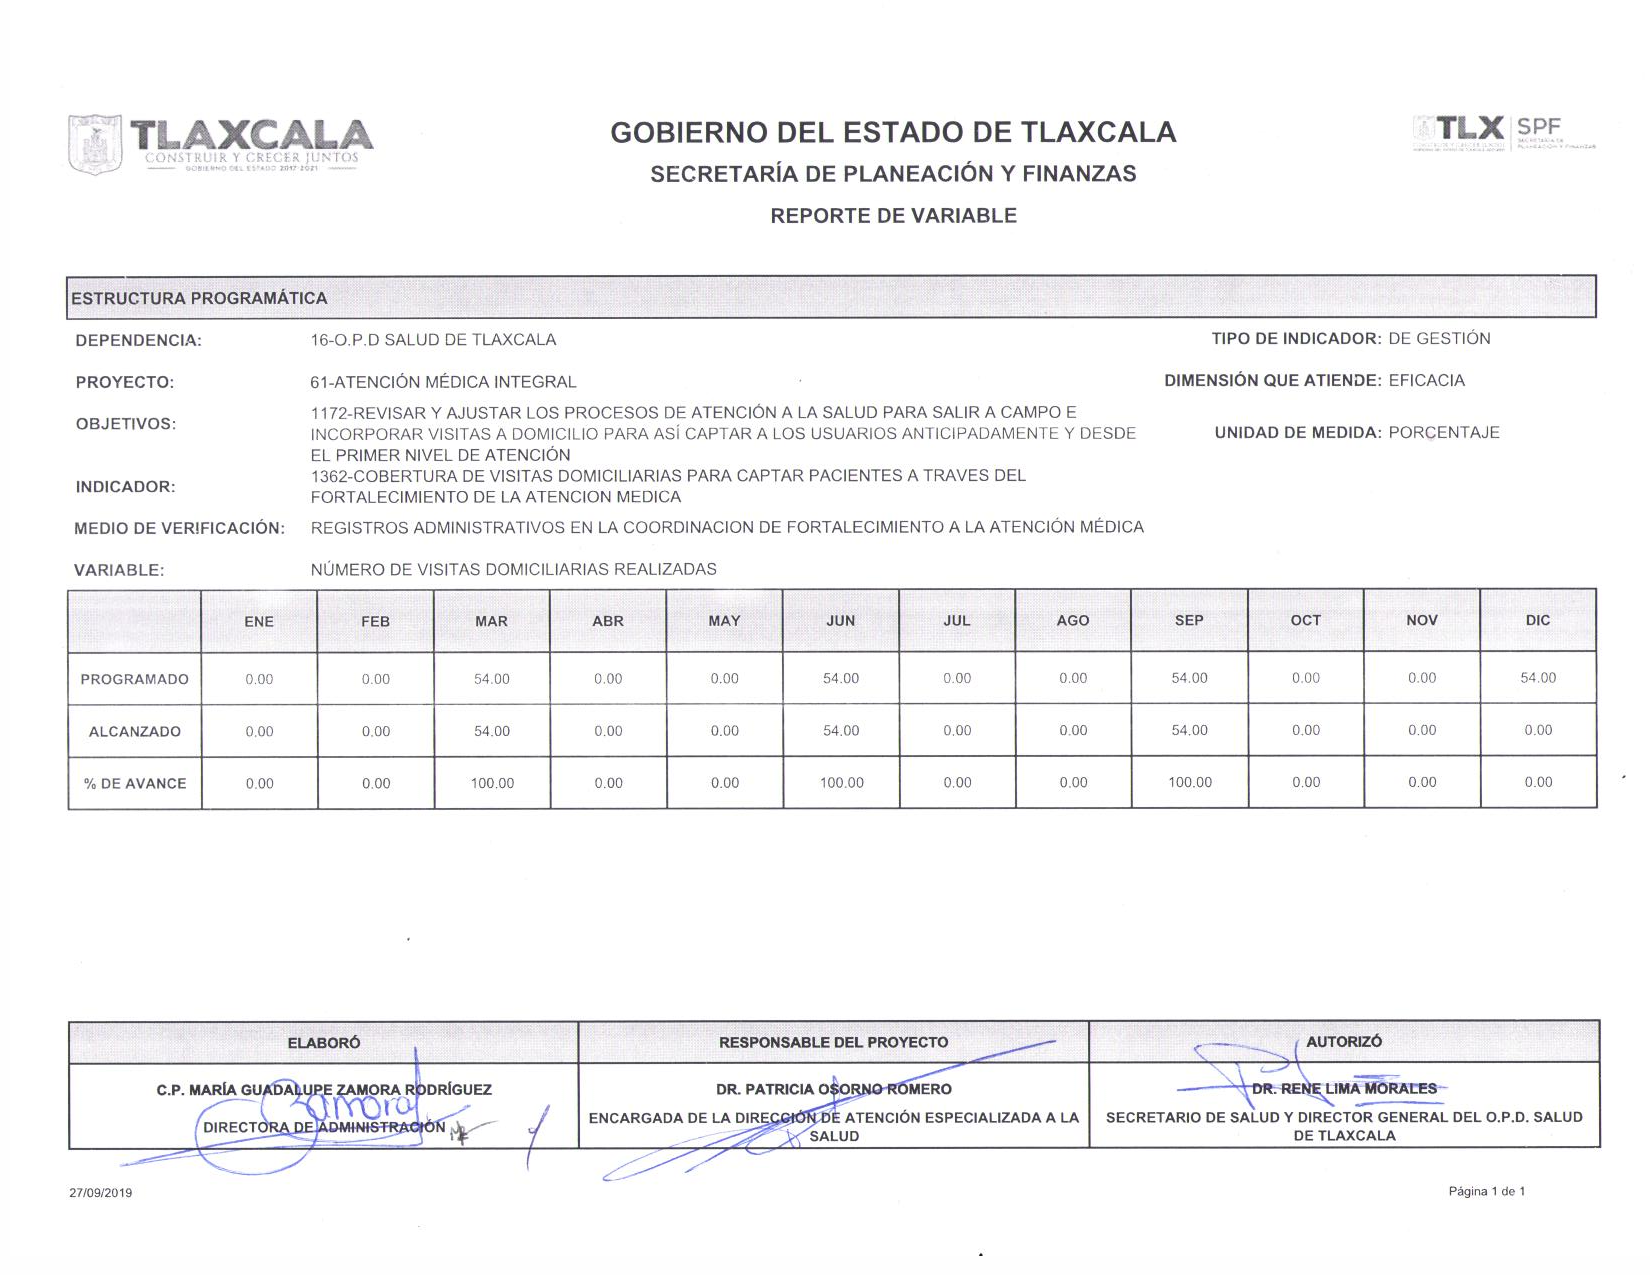 TLAXCALA
CONSTRUIR Y CRECER JUNTOS
GOBIERNO DEL ESTADO 2017-2021
GOBIERNO DEL ESTADO DE TLAXCALA
SECRETARÍA DE PLANEACIÓN Y FINANZAS
REPORTE DE VARIABLE
TLX SPF
ESTRUCTURA PROGRAMÁTICA
DEPENDENCIA: 16-O.P.D SALUD DE TLAXCALA TIPO DE INDICADOR: DE GESTIÓN
PROYECTO: 61-ATENCIÓN MÉDICA INTEGRAL DIMENSIÓN QUE ATIENDE: EFICACIA
OBJETIVOS: 1172-REVISAR Y AJUSTAR LOS PROCESOS DE ATENCIÓN A LA SALUD PARA SALIR A CAMPO E
INCORPORAR VISITAS A DOMICILIO PARA ASÍ CAPTAR A LOS USUARIOS ANTICIPADAMENTE Y DESDE UNIDAD DE MEDIDA: PORCENTAJE
EL PRIMER NIVEL DE ATENCIÓN
INDICADOR: 1362-COBERTURA DE VISITAS DOMICILIARIAS PARA CAPTAR PACIENTES A TRAVES DEL
FORTALECIMIENTO DE LA ATENCION MEDICA
MEDIO DE VERIFICACIÓN: REGISTROS ADMINISTRATIVOS EN LA COORDINACION DE FORTALECIMIENTO A LA ATENCIÓN MÉDICA
VARIABLE: NÚMERO DE VISITAS DOMICILIARIAS REALIZADAS
ENE FEB MAR ABR MAY JUN JUL AGO SEP OCT NOV DIC
PROGRAMADO 0.00 0.00 54.00 0.00 0.00 54.00 0.00 0.00 54.00 0.00 0.00 54.00
ALCANZADO 0.00 0.00 54.00 0.00 0.00 54.00 0.00 0.00 54.00 0.00 0.00 0.00
% DE AVANCE 0.00 0.00 100.00 0.00 0.00 100.00 0.00 0.00 100.00 0.00 0.00 0.00
ELABORÓ RESPONSABLE DEL PROYECTO AUTORIZÓ
C.P. MARÍA GUADALUPE ZAMORA RODRÍGUEZ DR. PATRICIA OSORNO ROMERO DR. RENE LIMA MORALES
Zamora
DIRECTORA DE ADMINISTRACIÓN ENCARGADA DE LA DIRECCIÓN DE ATENCIÓN ESPECIALIZADA A LA SECRETARIO DE SALUD Y DIRECTOR GENERAL DEL O.P.D. SALUD
SALUD DE TLAXCALA
27/09/2019 Página 1 de 1